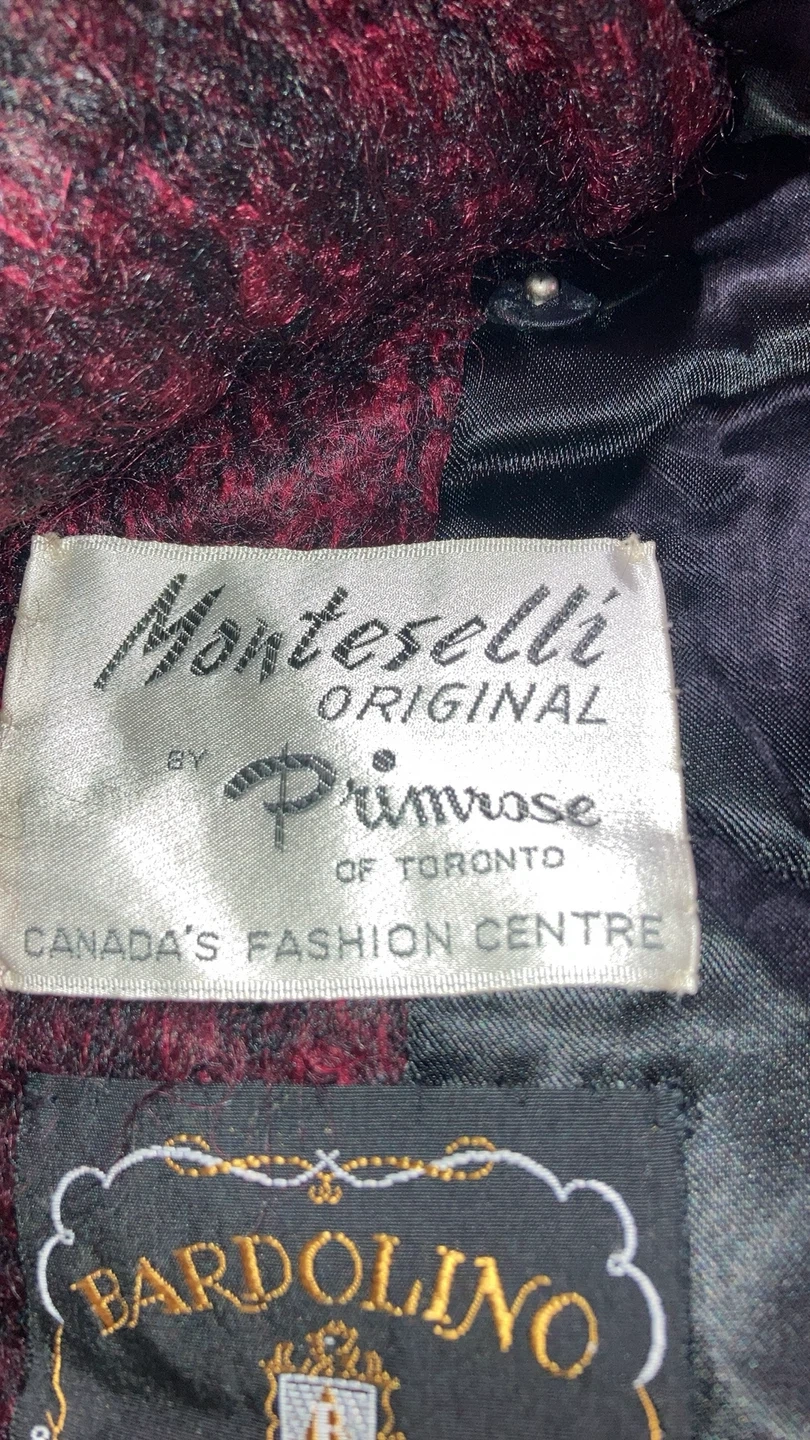 Monteselli
ORIGINAL
BY Primrose
OF TORONTO
CANADA'S FASHION CENTRE
BARDOLINO